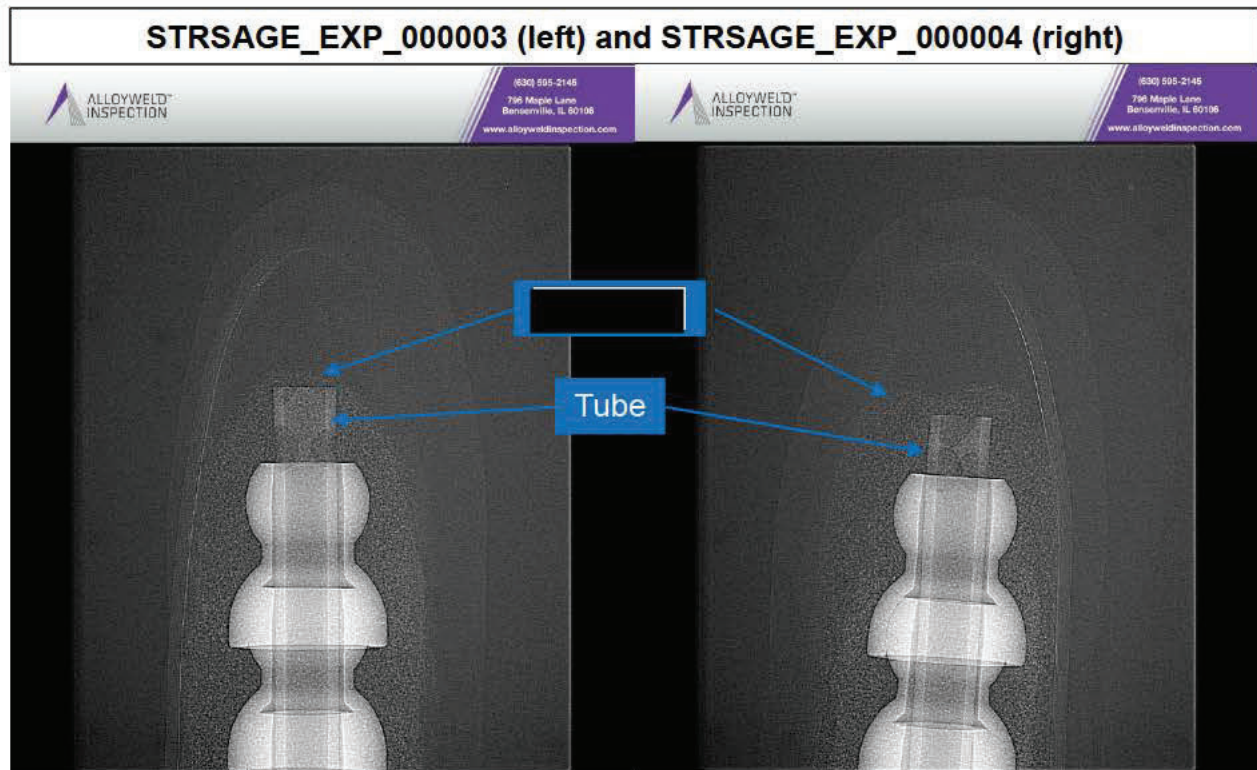 STRSAGE_EXP_000003 (left) and STRSAGE_EXP_000004 (right)
ALLOYWELD™
INSPECTION
(630) 595-2145
796 Maple Lane
Bensenville, IL 60106
www.alloyweldinspection.com
ALLOYWELD™
INSPECTION
(630) 595-2145
796 Maple Lane
Bensenville, IL 60106
www.alloyweldinspection.com
Tube